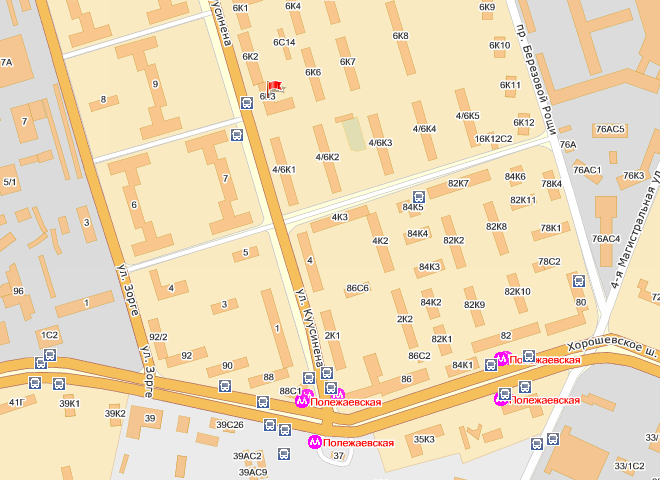 6К1
6К4
6К9
Куусинена
пр. Березовой Рощи
6С14
6К8
6К2
6К7
6К10
7А
6К6
9
6К11
8
6К3
4/6К5
7
4/6К4
6К12
76АС5
4/6К3
16К12С2
76А
4/6К2
4/6К1
7
76АС1
76К3
5/1
84К6
82К7
78К4
6
82К11
84К5
3
4К3
4-я Магистральная ул.
82К8
78К1
84К4
82К2
4К2
76АС4
5
4
84К3
78С2
ул. Зорге
96
4
86С6
82К10
80
1
3
84К2
82К9
ул. Куусинена
2К2
1
2К1
82К1
82
1С2
92/2
Хорошевское ш.
92
ул. Зорге
86С2
Полежаевская
90
84К1
88
86
88С1
Полежаевская
Полежаевская
41Г
39К1
39К2
39
39С26
35К3
33/
Полежаевская
39АС2
37
33/1С2
39АС9